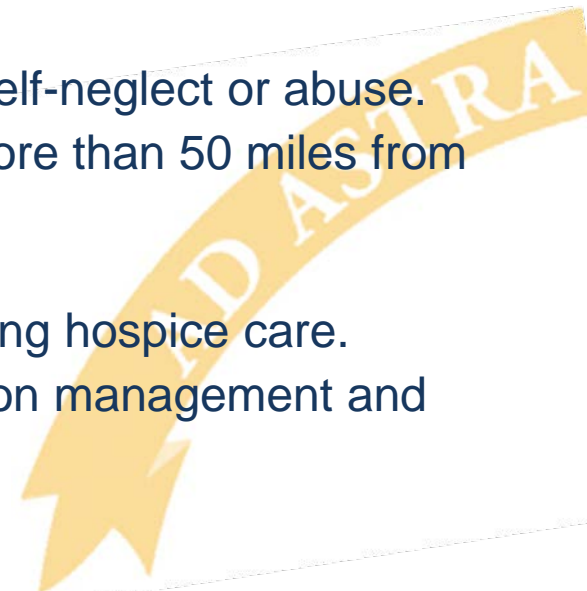 elf-neglect or abuse.
ore than 50 miles from
ng hospice care.
on management and
AD ASTRA